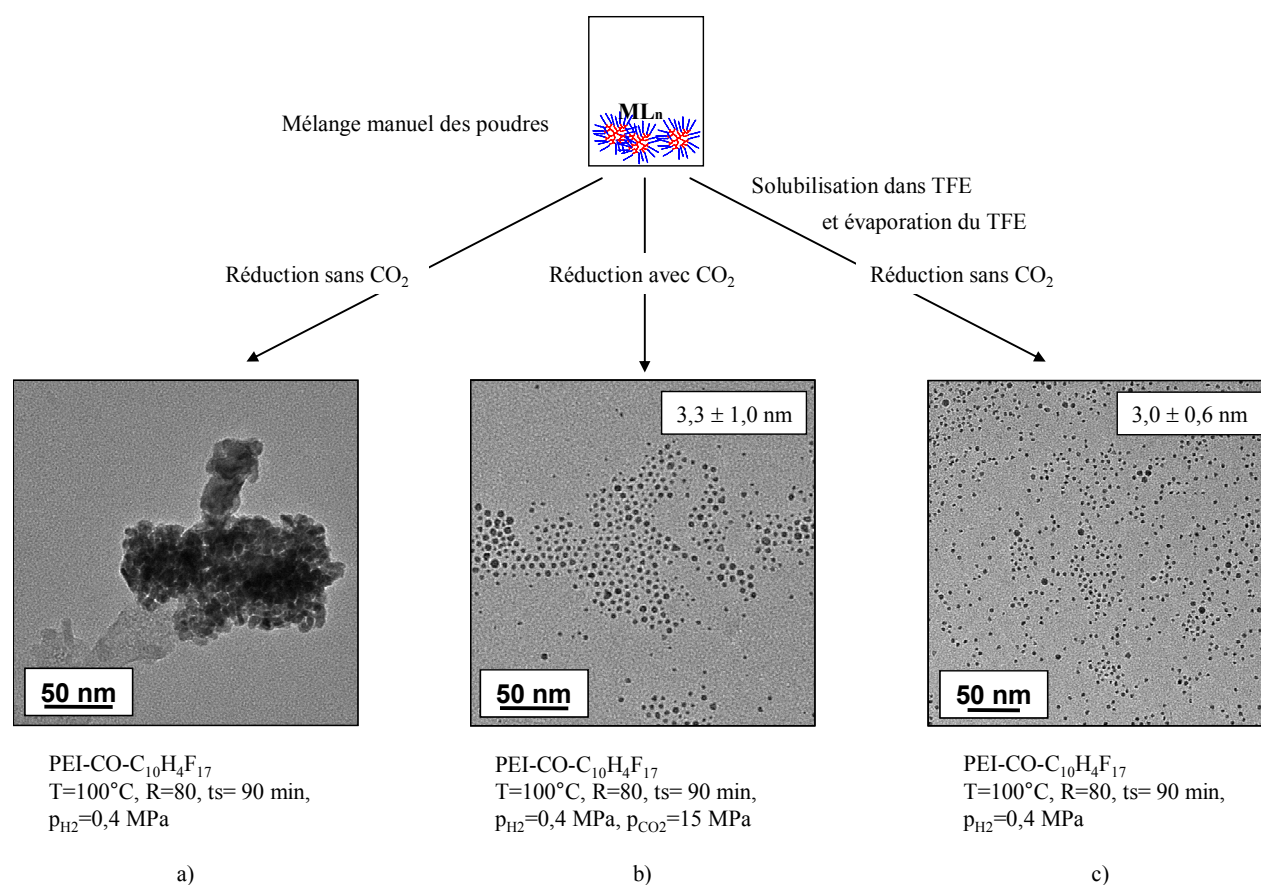 MLn
Mélange manuel des poudres
Solubilisation dans TFE
et évaporation du TFE
Réduction sans CO2
Réduction avec CO2
Réduction sans CO2
3,3 ± 1,0 nm
3,0 ± 0,6 nm
50 nm
50 nm
50 nm
PEI-CO-C10H4F17
T=100°C, R=80, ts= 90 min,
pH2=0,4 MPa
PEI-CO-C10H4F17
T=100°C, R=80, ts= 90 min,
pH2=0,4 MPa, pCO2=15 MPa
PEI-CO-C10H4F17
T=100°C, R=80, ts= 90 min,
pH2=0,4 MPa
a)
b)
c)